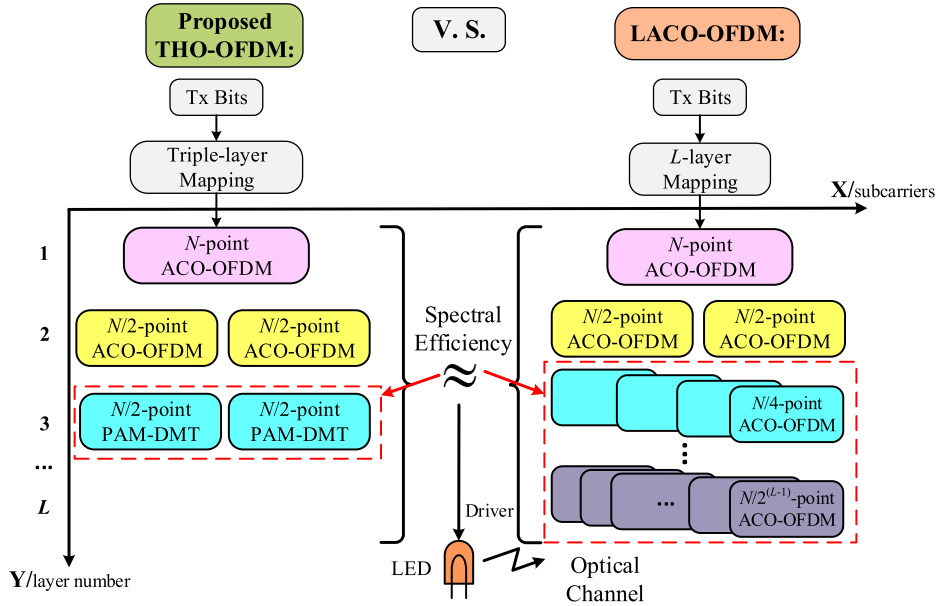 Proposed
THO-OFDM:
V. S.
LACO-OFDM:
Tx Bits
Tx Bits
Triple-layer
Mapping
L-layer
Mapping
X/subcarriers
1
N-point
ACO-OFDM
N-point
ACO-OFDM
2
N/2-point
ACO-OFDM
N/2-point
ACO-OFDM
Spectral
Efficiency
≈
N/2-point
ACO-OFDM
N/2-point
ACO-OFDM
3
N/2-point
PAM-DMT
N/2-point
PAM-DMT
N/4-point
ACO-OFDM
...
L
...
N/2^(L-1)-point
ACO-OFDM
Driver
LED
Optical
Channel
Y/layer number